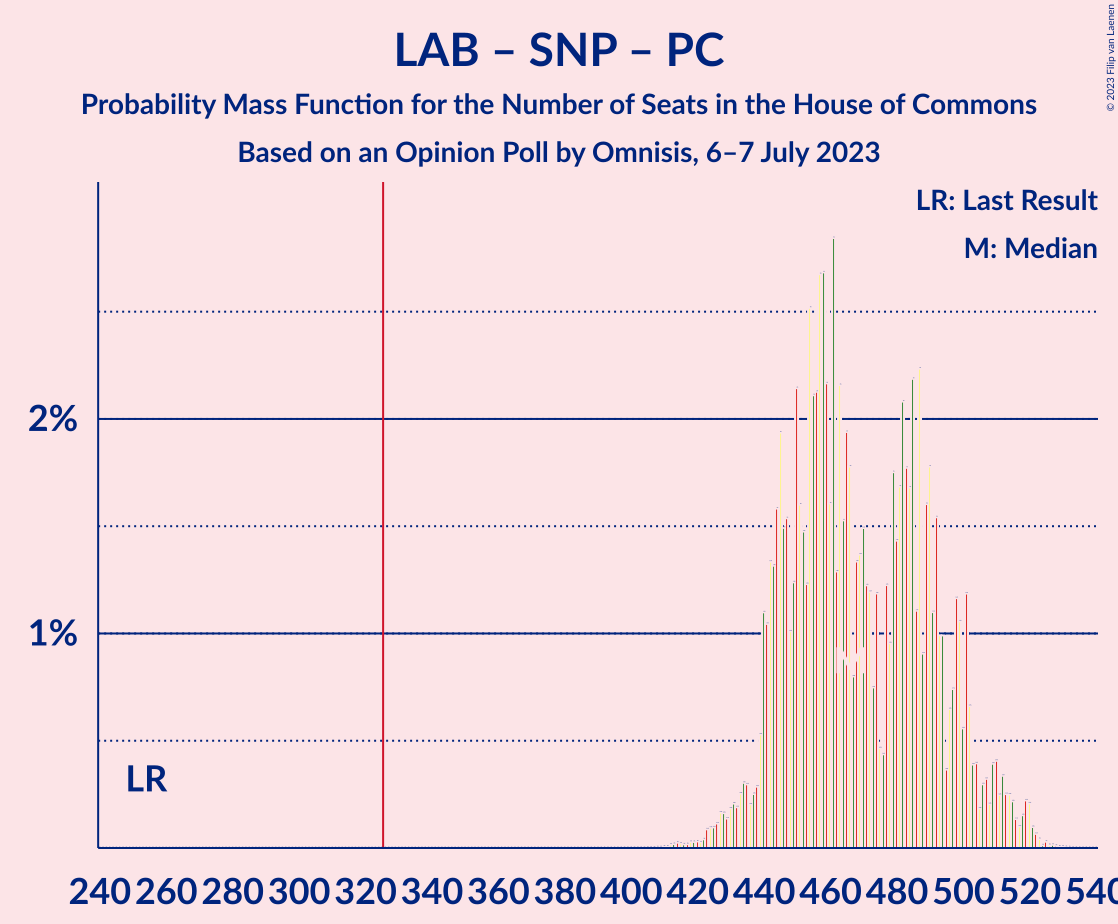 LAB – SNP – PC
Probability Mass Function for the Number of Seats in the House of Commons
Based on an Opinion Poll by Omnisis, 6–7 July 2023
© 2023 Filip van Laenen
LR: Last Result
M: Median
2%
1%
LR
240 260 280 300 320 340 360 380 400 420 440 460 480 500 520 540